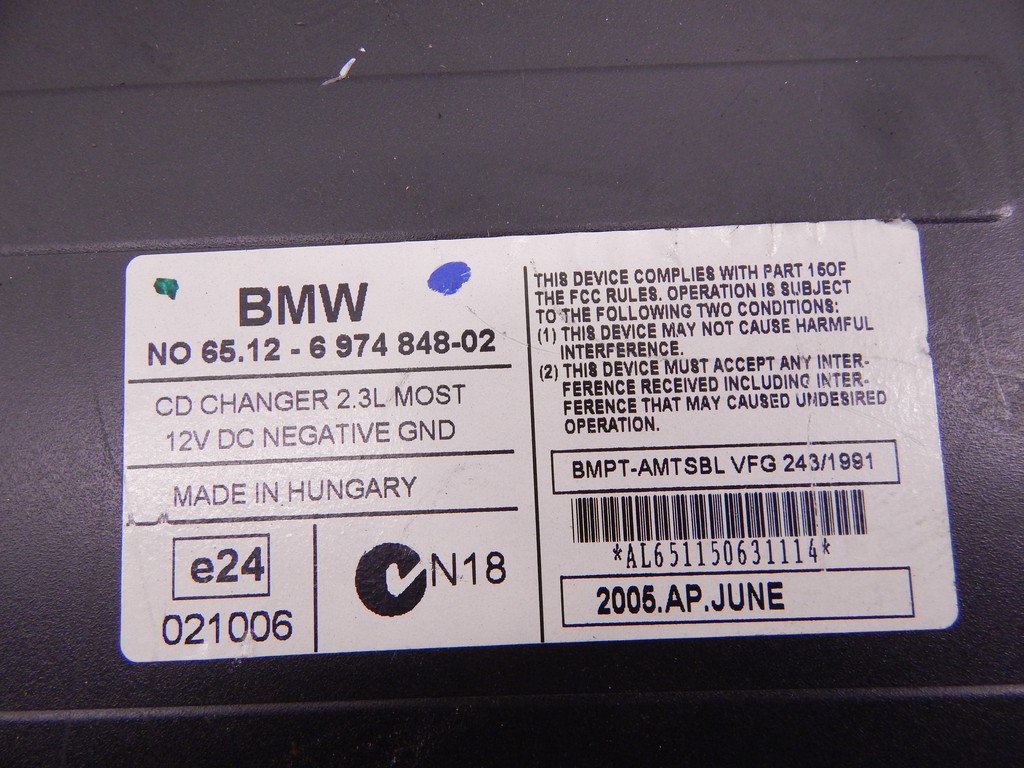 BMW
NO 65.12 - 6 974 848-02
CD CHANGER 2.3L MOST
12V DC NEGATIVE GND
MADE IN HUNGARY
e24
021006
N18
THIS DEVICE COMPLIES WITH PART 15OF
THE FCC RULES. OPERATION IS SUBJECT
TO THE FOLLOWING TWO CONDITIONS:
(1) THIS DEVICE MAY NOT CAUSE HARMFUL
INTERFERENCE.
(2) THIS DEVICE MUST ACCEPT ANY INTER-
FERENCE RECEIVED INCLUDING INTER-
FERENCE THAT MAY CAUSED UNDESIRED
OPERATION.
BMPT-AMTSBL VFG 243/1991
*AL651150631114*
2005.AP.JUNE